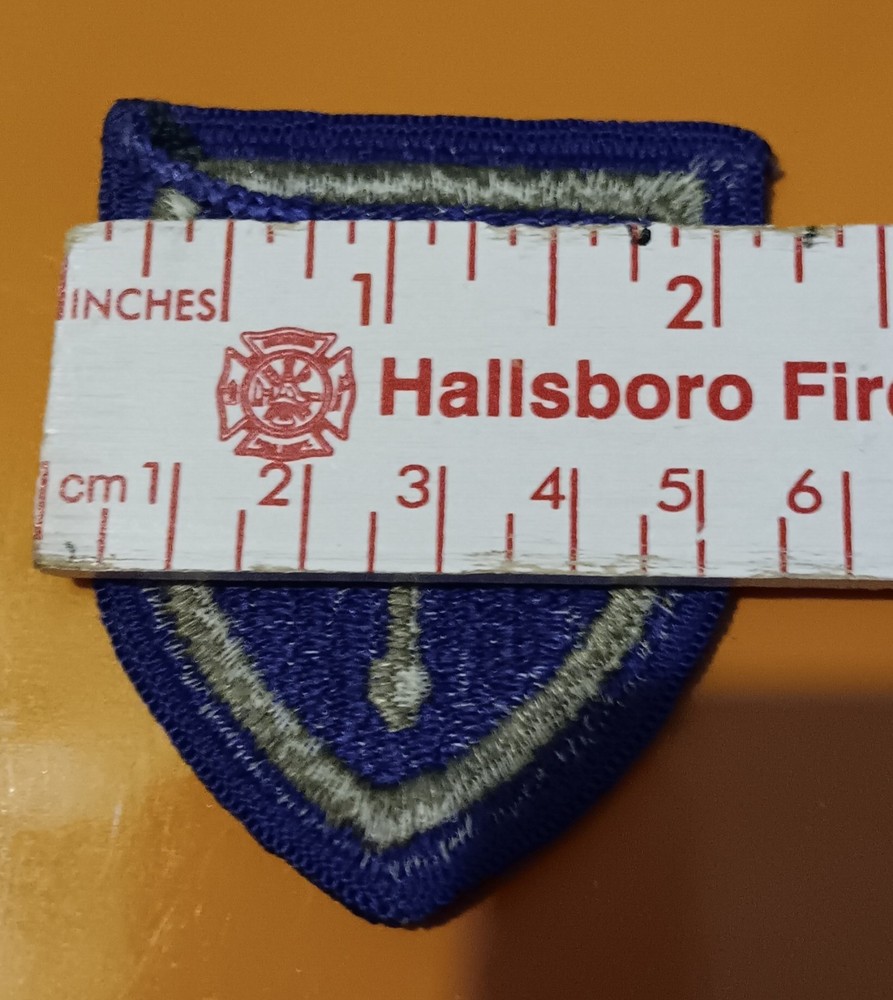 1 2
INCHES
Hallsboro Fir
cm 1 2 3 4 5 6